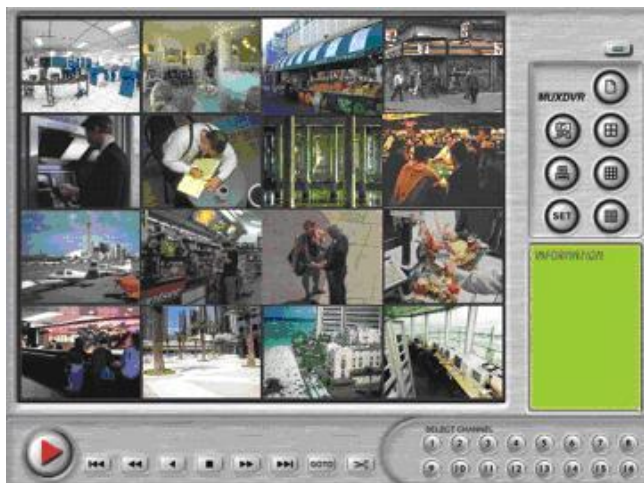 MUXDVR
SET
INFORMATION
SELECT CHANNEL
1 2 3 4 5 6 7 8
GOTO
9 10 11 12 13 14 15 16